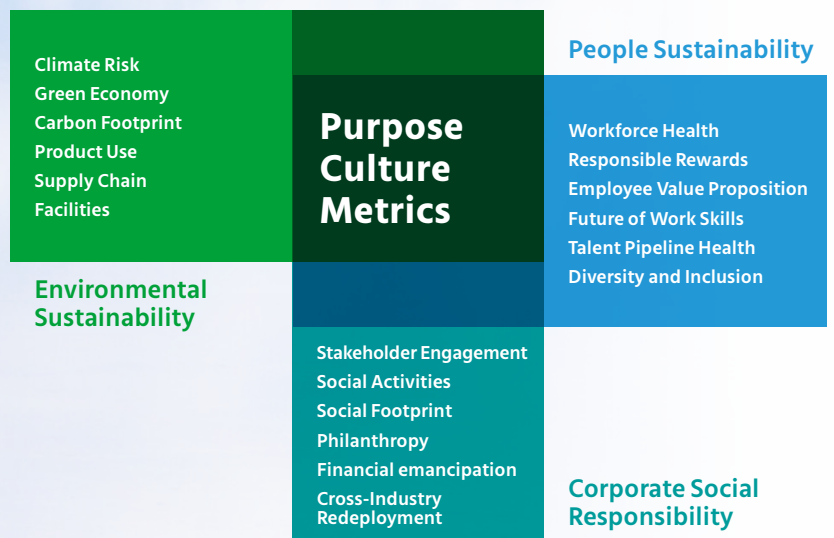 Climate Risk
Green Economy
Carbon Footprint
Product Use
Supply Chain
Facilities
Environmental
Sustainability
Purpose
Culture
Metrics
People Sustainability
Workforce Health
Responsible Rewards
Employee Value Proposition
Future of Work Skills
Talent Pipeline Health
Diversity and Inclusion
Stakeholder Engagement
Social Activities
Social Footprint
Philanthropy
Financial emancipation
Cross-Industry
Redeployment
Corporate Social
Responsibility